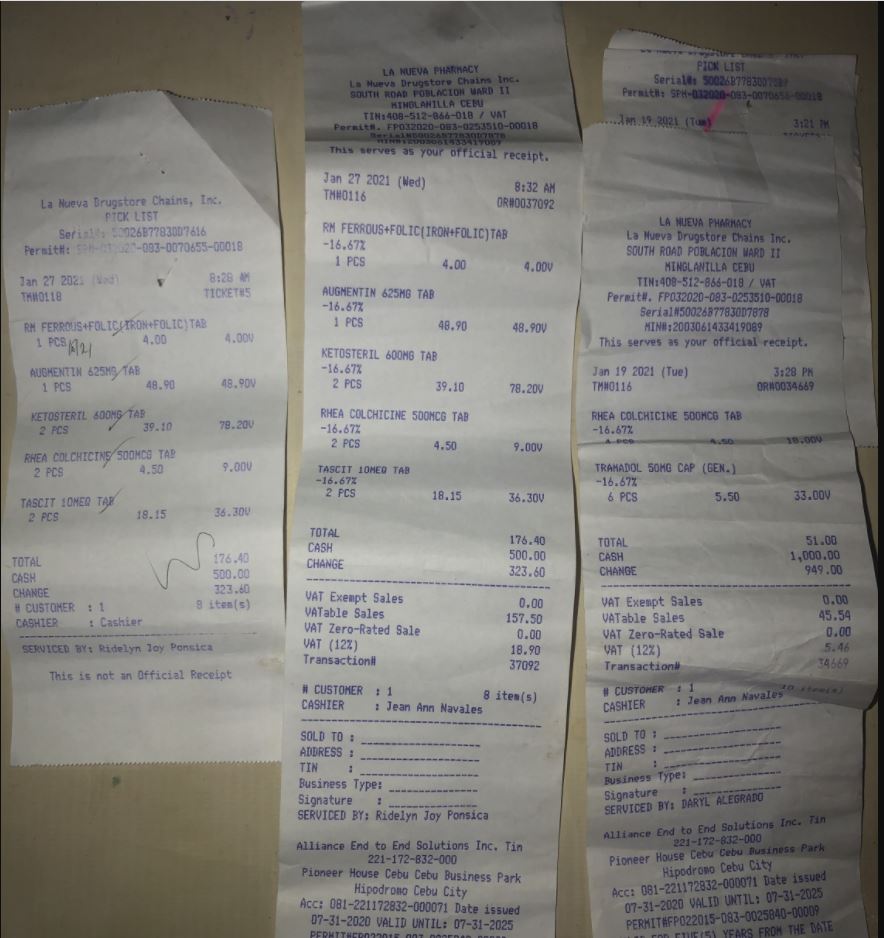 La Nueva Drugstore Chains, Inc.
PICK LIST
Serial#: 50026B77830D7616
Permit#: SPM-032020-083-0070655-00018
Jan 27 2021 (Wed) 8:28 AM
TM#0118 TICKET#5
RM FERROUS+FOLIC(IRON+FOLIC)TAB
1 PCS 4.00 4.00V
AUGMENTIN 625MG TAB
1 PCS 48.90 48.90V
KETOSTERIL 600MG TAB
2 PCS 39.10 78.20V
RHEA COLCHICINE 500MCG TAB
2 PCS 4.50 9.00V
TASCIT 10MEQ TAB
2 PCS 18.15 36.30V
TOTAL 176.40
CASH 500.00
CHANGE 323.60
# CUSTOMER : 1 8 item(s)
CASHIER : Cashier
SERVICED BY: Ridelyn Joy Ponsica
This is not an Official Receipt
LA NUEVA PHARMACY
La Nueva Drugstore Chains Inc.
SOUTH ROAD POBLACION WARD II
MINGLANILLA CEBU
TIN:408-512-866-018 / VAT
Permit#. FP032020-083-0253510-00018
Serial#50026B77830D7878
MIN#:2003061433419089
This serves as your official receipt.
Jan 27 2021 (Wed) 8:32 AM
TM#0116 OR#0037092
RM FERROUS+FOLIC(IRON+FOLIC)TAB
-16.67%
1 PCS 4.00 4.00V
AUGMENTIN 625MG TAB
-16.67%
1 PCS 48.90 48.90V
KETOSTERIL 600MG TAB
-16.67%
2 PCS 39.10 78.20V
RHEA COLCHICINE 500MCG TAB
-16.67%
2 PCS 4.50 9.00V
TASCIT 10MEQ TAB
-16.67%
2 PCS 18.15 36.30V
TOTAL 176.40
CASH 500.00
CHANGE 323.60
VAT Exempt Sales 0.00
VATable Sales 157.50
VAT Zero-Rated Sale 0.00
VAT (12%) 18.90
Transaction# 37092
# CUSTOMER : 1 8 item(s)
CASHIER : Jean Ann Navales
SOLD TO :
ADDRESS :
TIN :
Business Type:
Signature :
SERVICED BY: Ridelyn Joy Ponsica
Alliance End to End Solutions Inc. Tin
221-172-832-000
Pioneer House Cebu Cebu Business Park
Hipodromo Cebu City
Acc: 081-221172832-000071 Date issued
07-31-2020 VALID UNTIL: 07-31-2025
PERMIT#FP022015-083-0025840-00009
PICK LIST
Serial#: 50026B77830D
Permit#: SPM-032020-083-0070655-00018
Jan 19 2021 (Tue) 3:21 PM
LA NUEVA PHARMACY
La Nueva Drugstore Chains Inc.
SOUTH ROAD POBLACION WARD II
MINGLANILLA CEBU
TIN:408-512-866-018 / VAT
Permit#. FP032020-083-0253510-00018
Serial#50026B77830D7878
MIN#:2003061433419089
This serves as your official receipt.
Jan 19 2021 (Tue) 3:28 PM
TM#0116 OR#0034669
RHEA COLCHICINE 500MCG TAB
-16.67%
4 PCS 4.50 18.00V
TRAMADOL 50MG CAP (GEN.)
-16.67%
6 PCS 5.50 33.00V
TOTAL 51.00
CASH 1,000.00
CHANGE 949.00
VAT Exempt Sales 0.00
VATable Sales 45.54
VAT Zero-Rated Sale 0.00
VAT (12%) 5.46
Transaction# 34669
# CUSTOMER : 1 10 item(s)
CASHIER : Jean Ann Navales
SOLD TO :
ADDRESS :
TIN :
Business Type:
Signature :
SERVICED BY: DARYL ALEGRADO
Alliance End to End Solutions Inc. Tin
221-172-832-000
Pioneer House Cebu Cebu Business Park
Hipodromo Cebu City
Acc: 081-221172832-000071 Date issued
07-31-2020 VALID UNTIL: 07-31-2025
PERMIT#FP022015-083-0025840-00009
FOR FIVE(5) YEARS FROM THE DATE